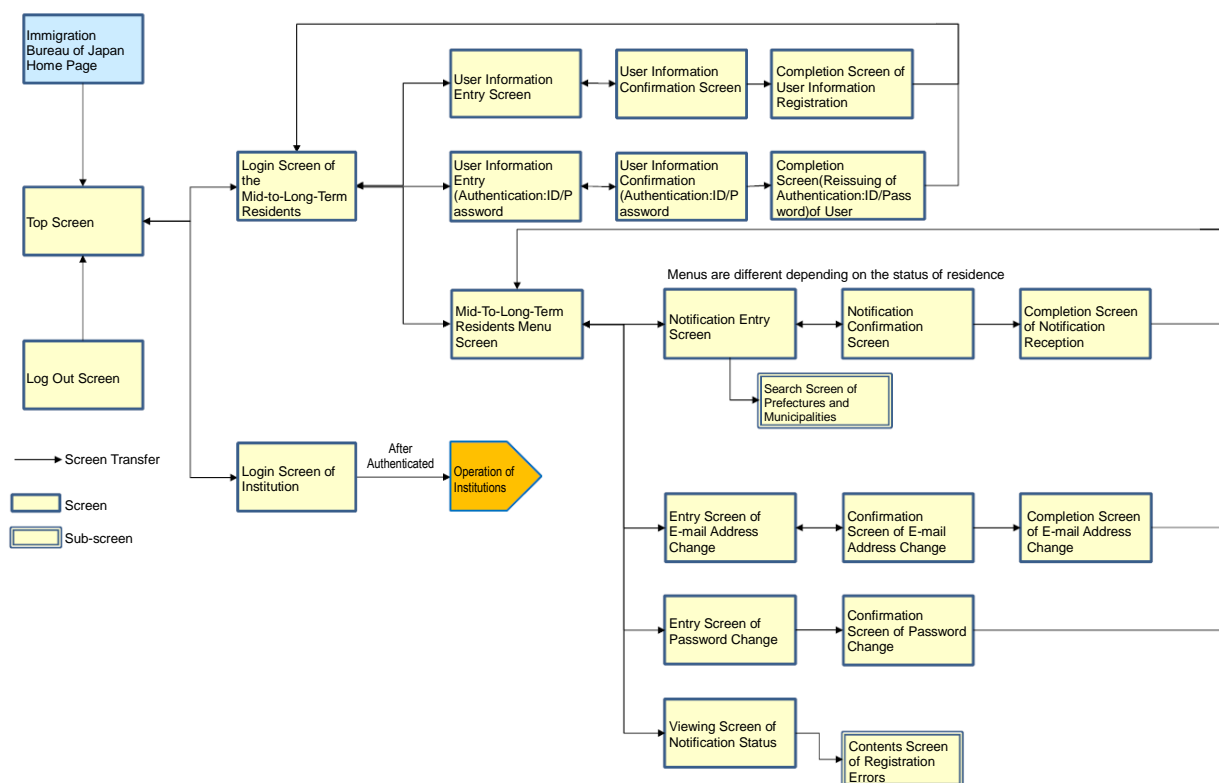 Immigration
Bureau of Japan
Home Page
User Information
Entry Screen
User Information
Confirmation Screen
Completion Screen of
User Information
Registration
Login Screen of
the
Mid-to-Long-Term
Residents
User Information
Entry
(Authentication:ID/P
assword
User Information
Confirmation
(Authentication:ID/P
assword
Completion
Screen(Reissuing of
Authentication:ID/Pass
word)of User
Top Screen
Menus are different depending on the status of residence
Mid-To-Long-Term
Residents Menu
Screen
Notification Entry
Screen
Notification
Confirmation
Screen
Completion Screen
of Notification
Reception
Log Out Screen
Search Screen of
Prefectures and
Municipalities
Screen Transfer
Screen
Sub-screen
Login Screen of
Institution
After
Authenticated
Operation of
Institutions
Entry Screen of
E-mail Address
Change
Confirmation
Screen of E-mail
Address Change
Completion Screen
of E-mail Address
Change
Entry Screen of
Password Change
Confirmation
Screen of Password
Change
Viewing Screen of
Notification Status
Contents Screen
of Registration
Errors